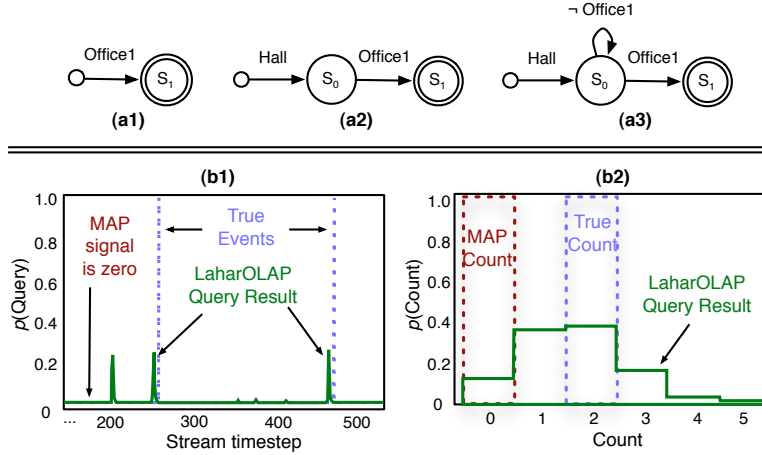 Office1
S1
(a1)
Hall
Office1
S0
S1
(a2)
¬ Office1
Hall
Office1
S0
S1
(a3)
(b1)
1.0
0.8
0.6
0.4
0.2
0
p(Query)
MAP
signal
is zero
True
Events
LaharOLAP
Query Result
... 200 300 400 500
Stream timestep
(b2)
1.0
0.8
0.6
0.4
0.2
0
p(Count)
MAP
Count
True
Count
LaharOLAP
Query Result
0 1 2 3 4 5
Count